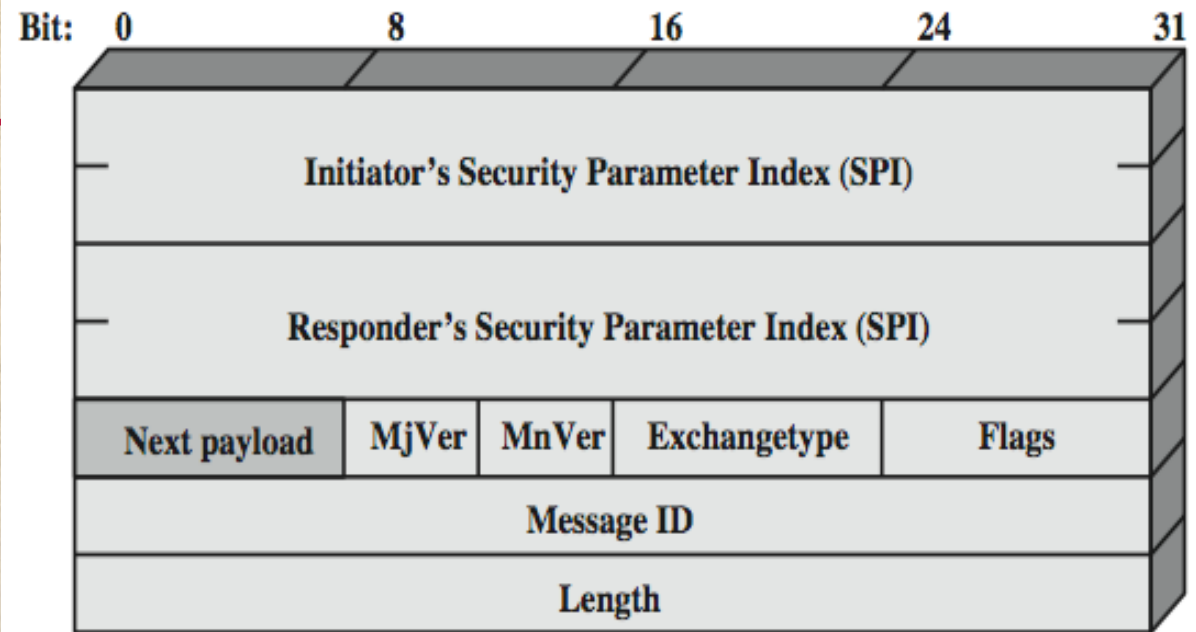 Bit: 0 8 16 24 31
Initiator’s Security Parameter Index (SPI)
Responder’s Security Parameter Index (SPI)
Next payload MjVer MnVer Exchangetype Flags
Message ID
Length